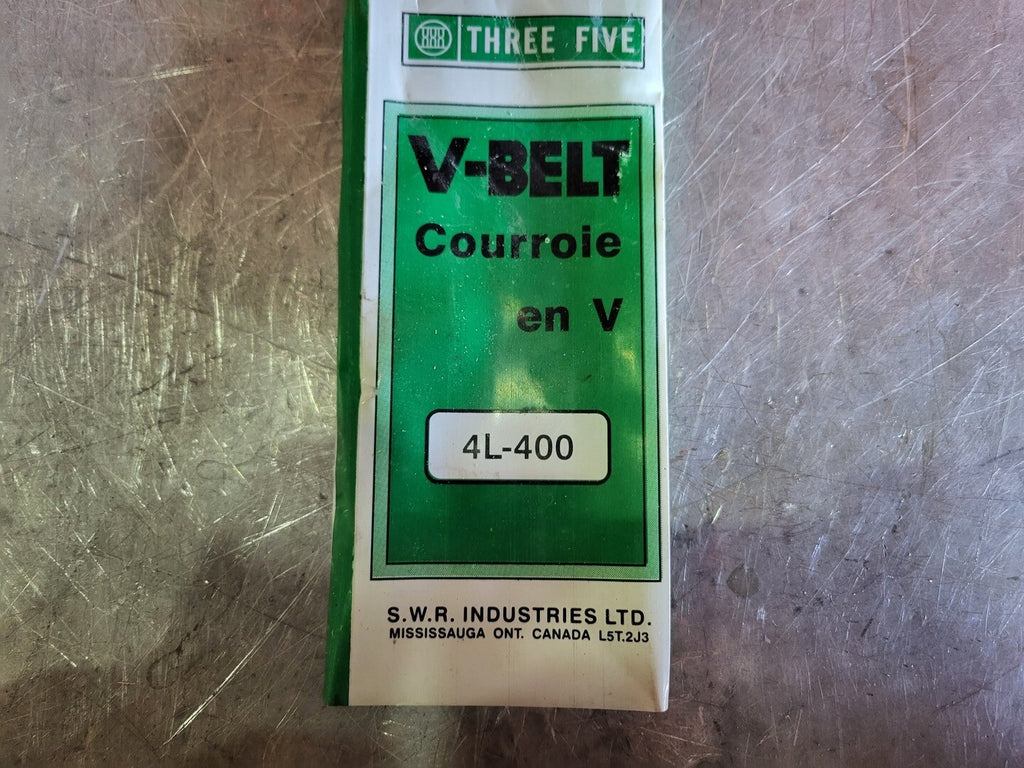 THREE FIVE
V-BELT
Courroie
en V
4L-400
S.W.R. INDUSTRIES LTD.
MISSISSAUGA ONT. CANADA L5T.2J3